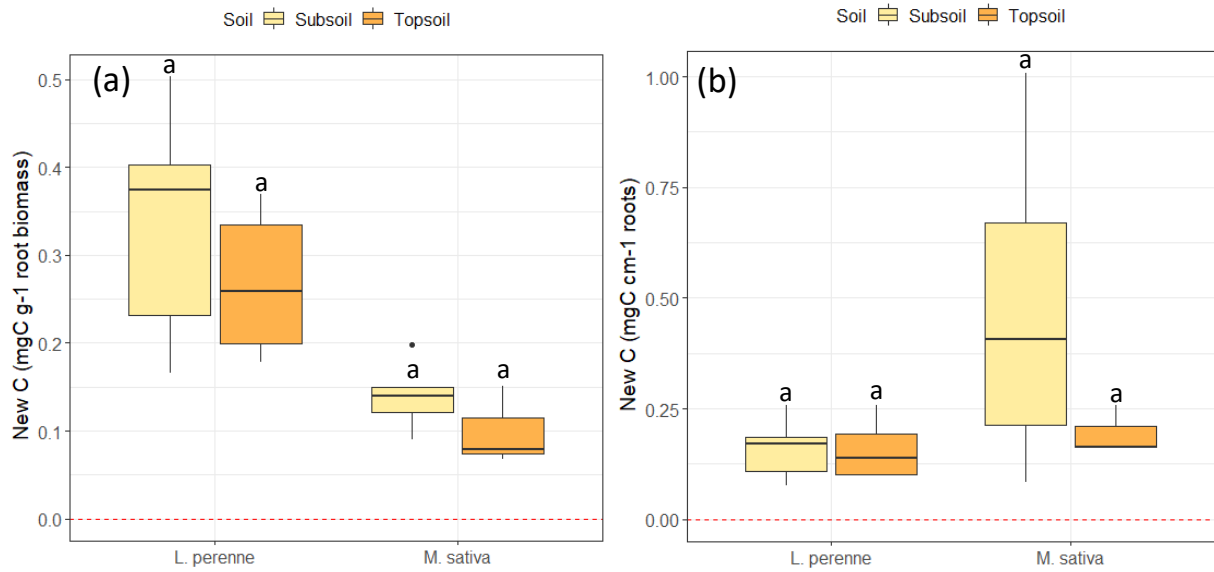 Soil Subsoil Topsoil
(a)
New C (mgC g-1 root biomass)
0.5
0.4
0.3
0.2
0.1
0.0
a
a
a
a
L. perenne M. sativa
Soil Subsoil Topsoil
(b)
New C (mgC cm-1 roots)
1.00
0.75
0.50
0.25
0.00
a
a
a
a
L. perenne M. sativa